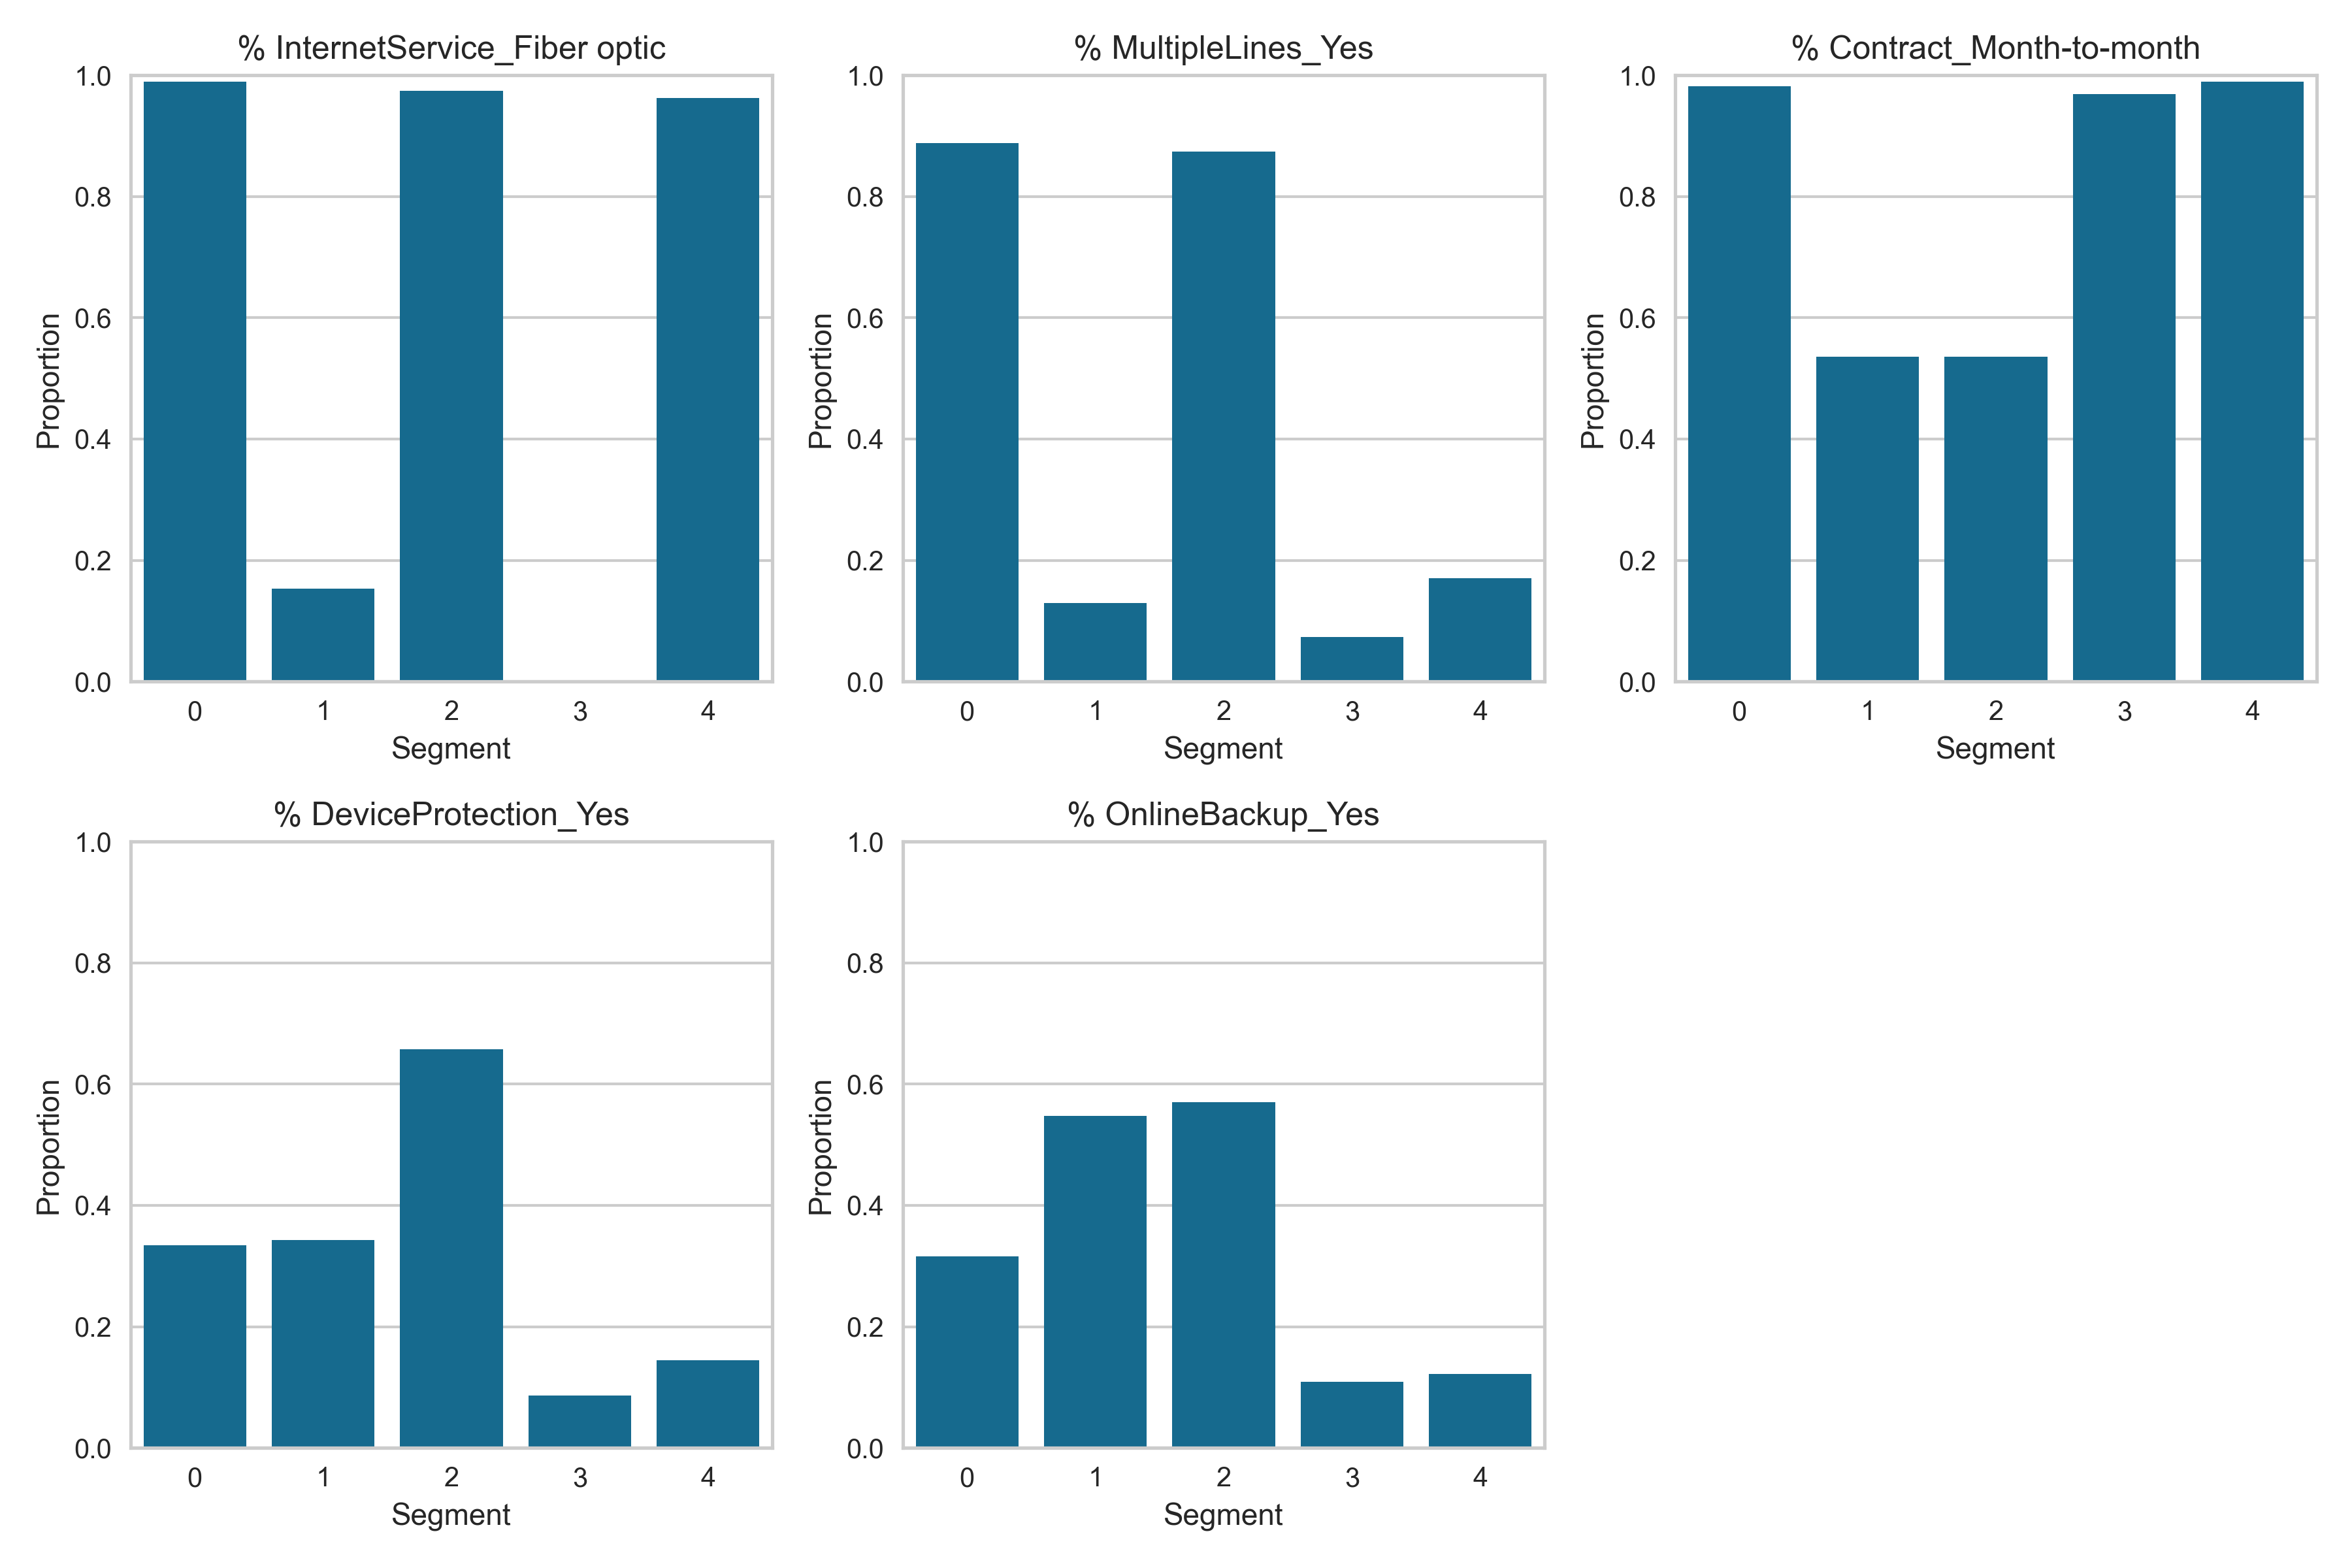 % InternetService_Fiber optic
1.0
0.8
0.6
0.4
0.2
0.0
Proportion
0 1 2 3 4
Segment
% MultipleLines_Yes
1.0
0.8
0.6
0.4
0.2
0.0
Proportion
0 1 2 3 4
Segment
% Contract_Month-to-month
1.0
0.8
0.6
0.4
0.2
0.0
Proportion
0 1 2 3 4
Segment
% DeviceProtection_Yes
1.0
0.8
0.6
0.4
0.2
0.0
Proportion
0 1 2 3 4
Segment
% OnlineBackup_Yes
1.0
0.8
0.6
0.4
0.2
0.0
Proportion
0 1 2 3 4
Segment